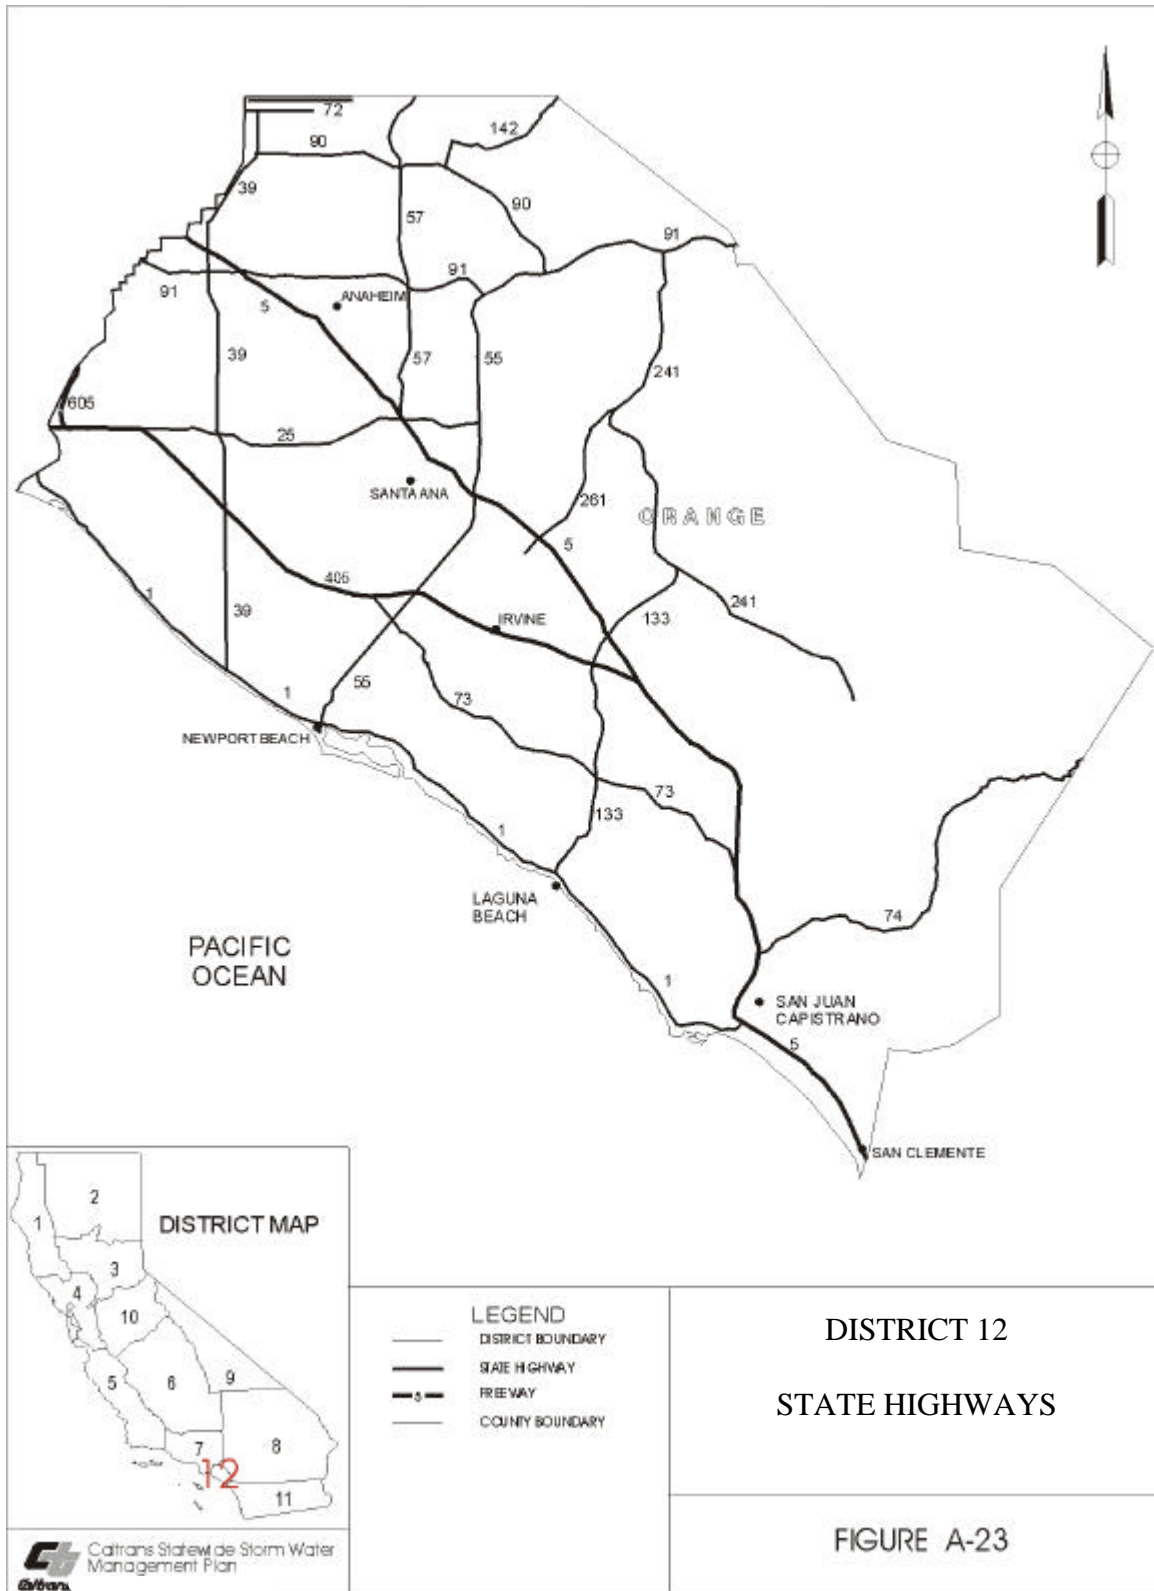 72
142
90
39
90
57
91
91
91
5
ANAHEIM
39
57
55
241
605
25
SANTA ANA
261
ORANGE
5
405
1
39
IRVINE
133
241
55
73
1
NEWPORT BEACH
73
133
1
LAGUNA
BEACH
74
PACIFIC
OCEAN
1
SAN JUAN
CAPISTRANO
5
SAN CLEMENTE
DISTRICT MAP
1
2
3
4
10
5
6
9
7
8
12
11
Caltrans Statewide Storm Water
Management Plan
Caltrans
LEGEND
DISTRICT BOUNDARY
STATE HIGHWAY
5 FREEWAY
COUNTY BOUNDARY
DISTRICT 12
STATE HIGHWAYS
FIGURE A-23